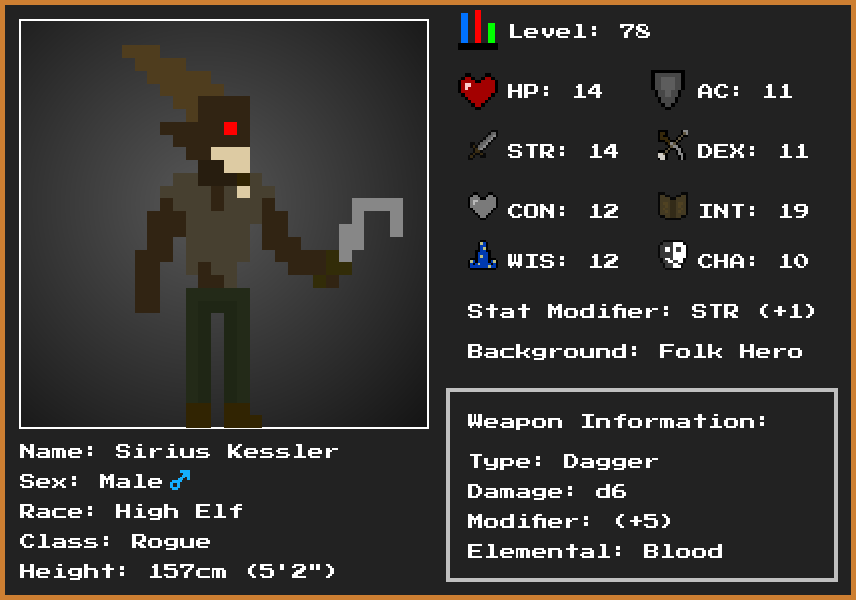 Level: 78
HP: 14 AC: 11
STR: 14 DEX: 11
CON: 12 INT: 19
WIS: 12 CHA: 10
Stat Modifier: STR (+1)
Background: Folk Hero
Weapon Information:
Type: Dagger
Damage: d6
Modifier: (+5)
Elemental: Blood
Name: Sirius Kessler
Sex: Male♂
Race: High Elf
Class: Rogue
Height: 157cm (5'2")